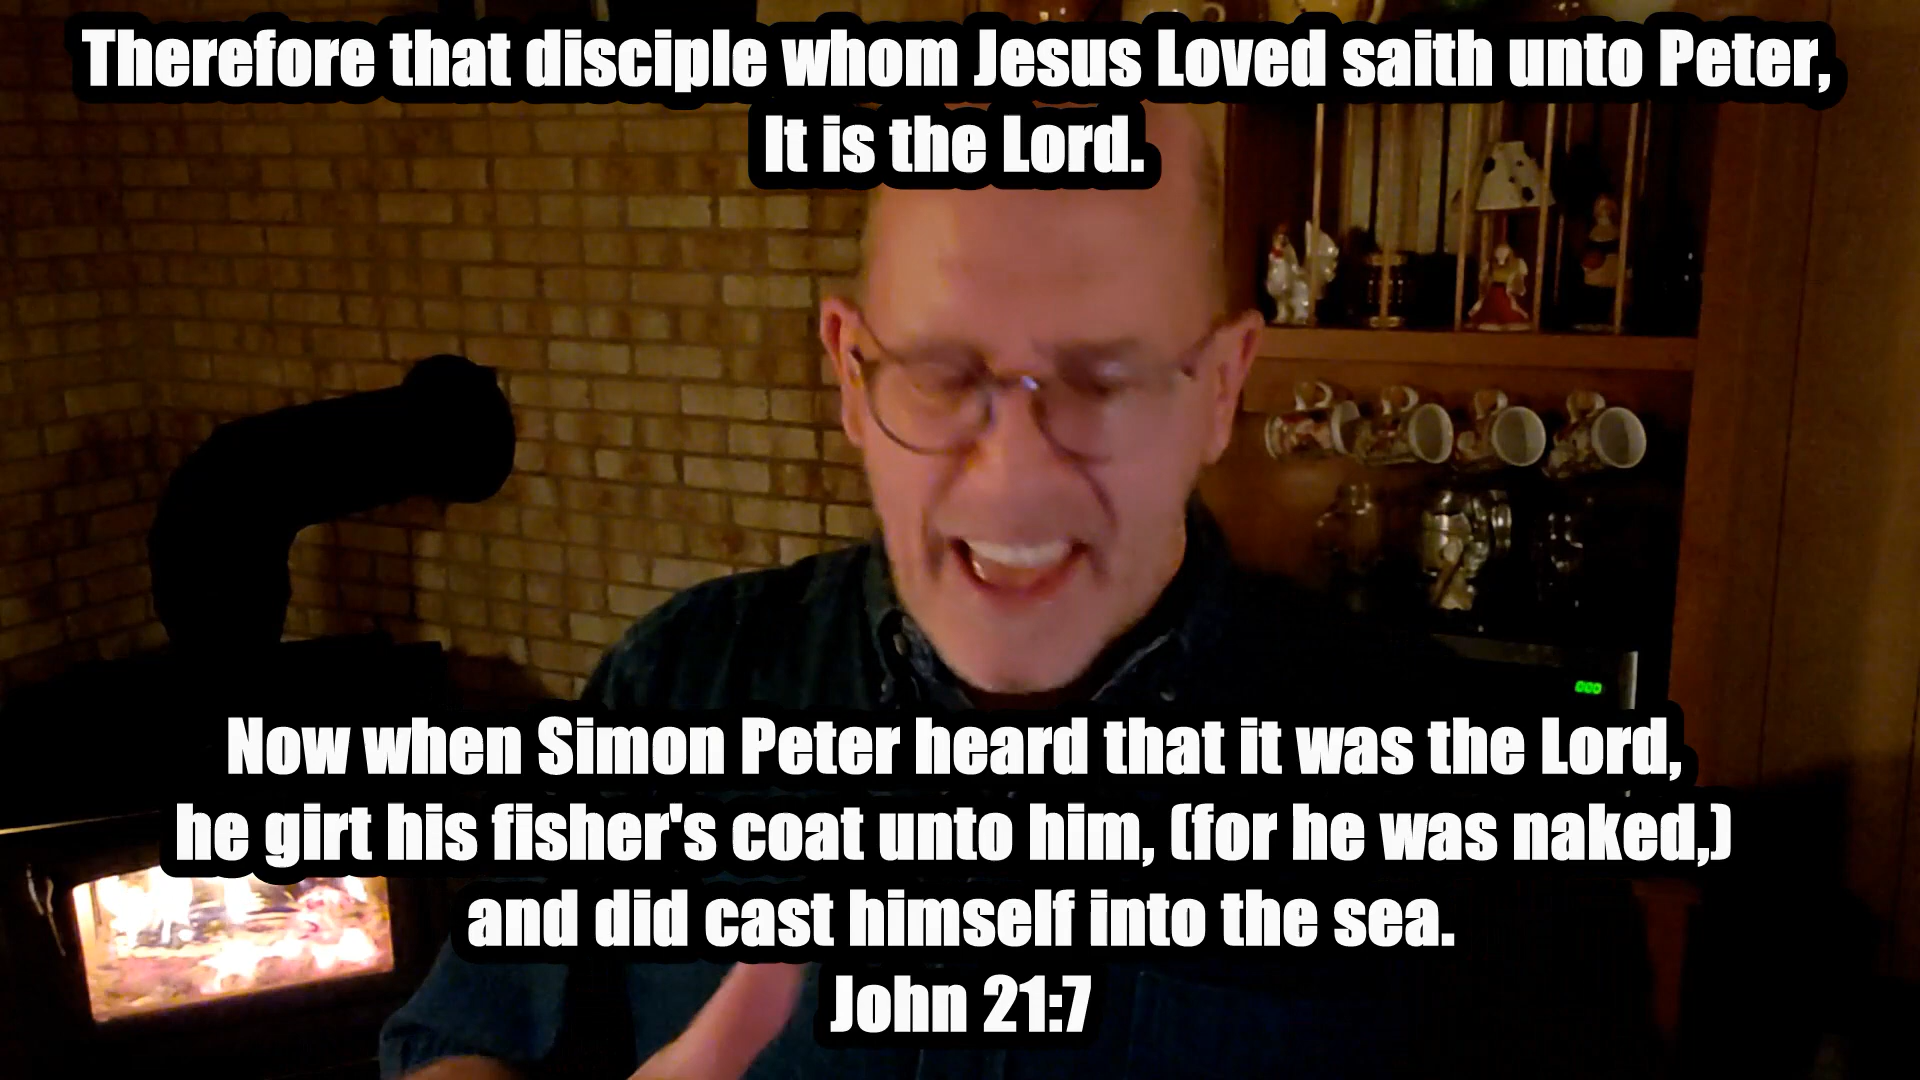 Therefore that disciple whom Jesus Loved saith unto Peter,
It is the Lord.
Now when Simon Peter heard that it was the Lord,
he girt his fisher's coat unto him, (for he was naked,)
and did cast himself into the sea.
John 21:7
000